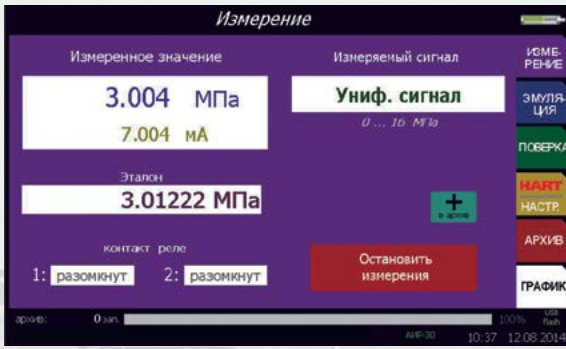 Измерение
Измеренное значение
3.004 МПа
7.004 мА
Измеряемый сигнал
Униф. сигнал
0 ... 16 МПа
Эталон
3.01222 МПа
+
в архив
контакт реле
1: разомкнут 2: разомкнут
Остановить
измерения
ИЗМЕ-
РЕНИЕ
ЭМУЛЯ-
ЦИЯ
ПОВЕРКА
HART
НАСТР.
АРХИВ
ГРАФИК
архив: 0 зап. 100% USB
flash
АИР-30 10:37 12.08.2014